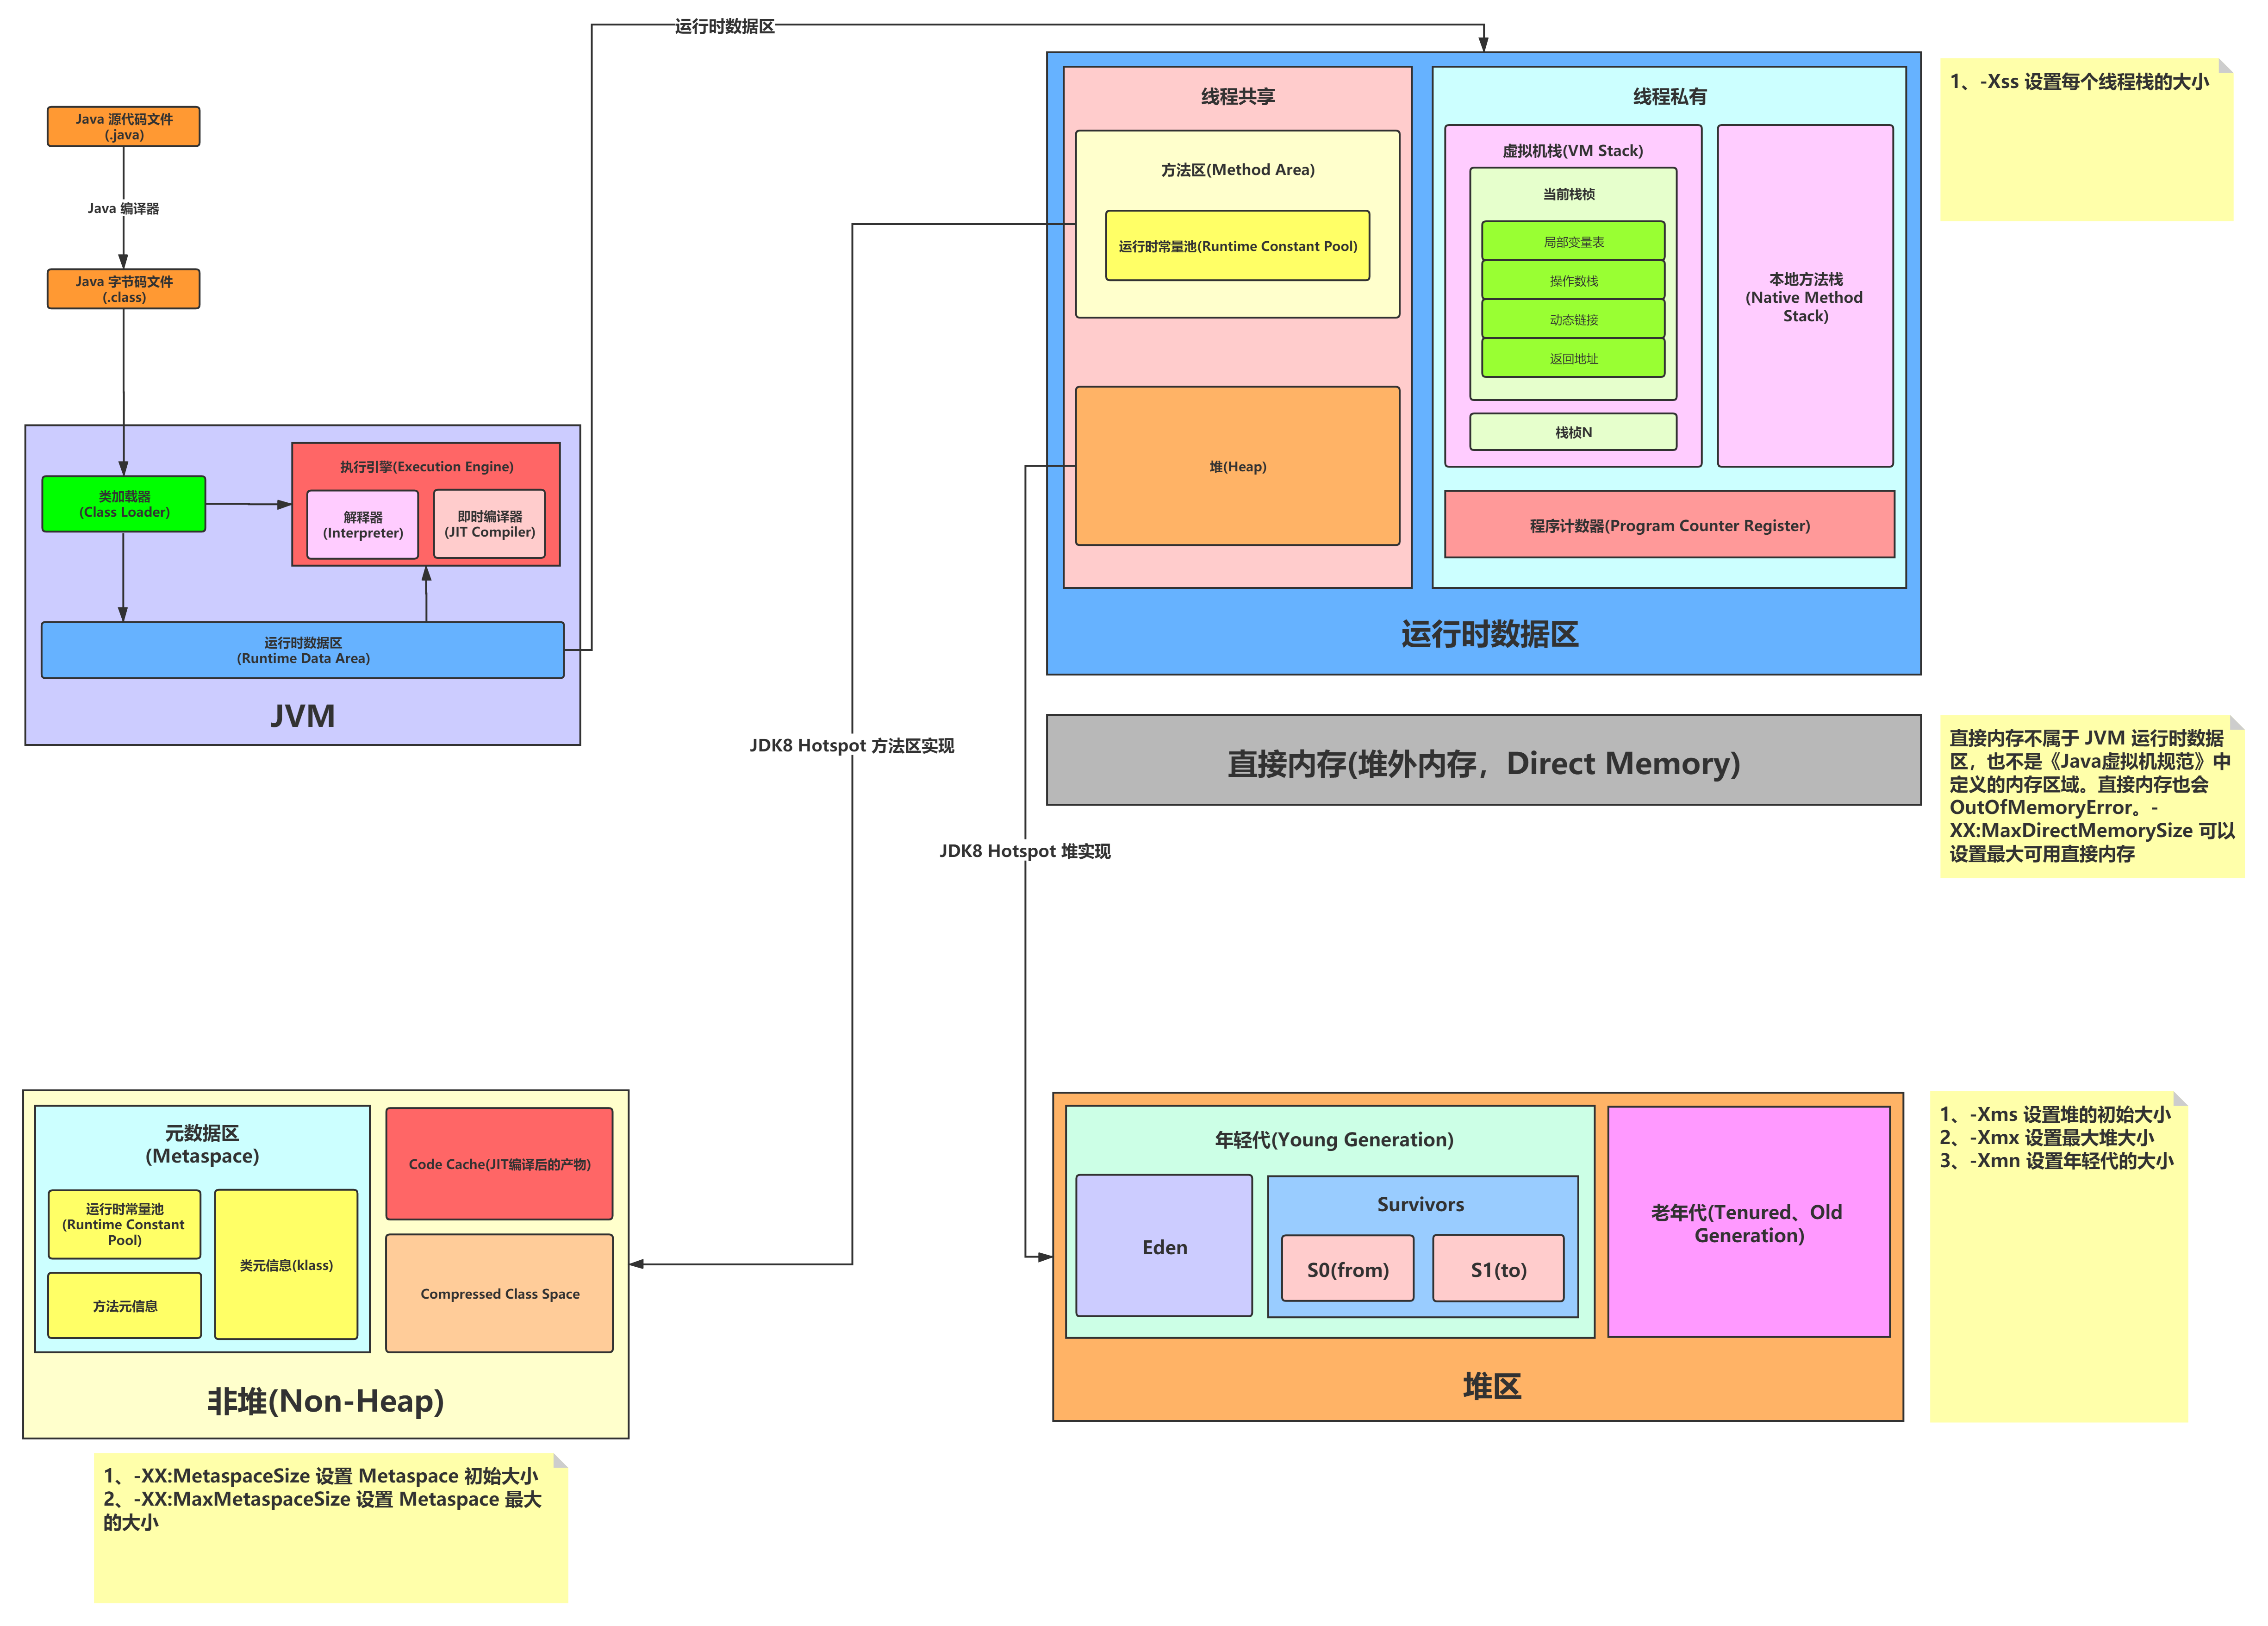 运行时数据区
Java 源代码文件
(.java)
Java 编译器
Java 字节码文件
(.class)
类加载器
(Class Loader)
执行引擎(Execution Engine)
解释器
(Interpreter)
即时编译器
(JIT Compiler)
运行时数据区
(Runtime Data Area)
JVM
线程共享
方法区(Method Area)
运行时常量池(Runtime Constant Pool)
堆(Heap)
线程私有
虚拟机栈(VM Stack)
当前栈桢
局部变量表
操作数栈
动态链接
返回地址
栈桢N
本地方法栈
(Native Method
Stack)
程序计数器(Program Counter Register)
运行时数据区
1、-Xss 设置每个线程栈的大小
直接内存(堆外内存，Direct Memory)
直接内存不属于 JVM 运行时数据
区，也不是《Java虚拟机规范》中
定义的内存区域。直接内存也会
OutOfMemoryError。-
XX:MaxDirectMemorySize 可以
设置最大可用直接内存
JDK8 Hotspot 方法区实现
JDK8 Hotspot 堆实现
元数据区
(Metaspace)
运行时常量池
(Runtime Constant
Pool)
方法元信息
类元信息(klass)
Code Cache(JIT编译后的产物)
Compressed Class Space
非堆(Non-Heap)
1、-XX:MetaspaceSize 设置 Metaspace 初始大小
2、-XX:MaxMetaspaceSize 设置 Metaspace 最大
的大小
年轻代(Young Generation)
Eden
Survivors
S0(from)
S1(to)
老年代(Tenured、Old
Generation)
堆区
1、-Xms 设置堆的初始大小
2、-Xmx 设置最大堆大小
3、-Xmn 设置年轻代的大小